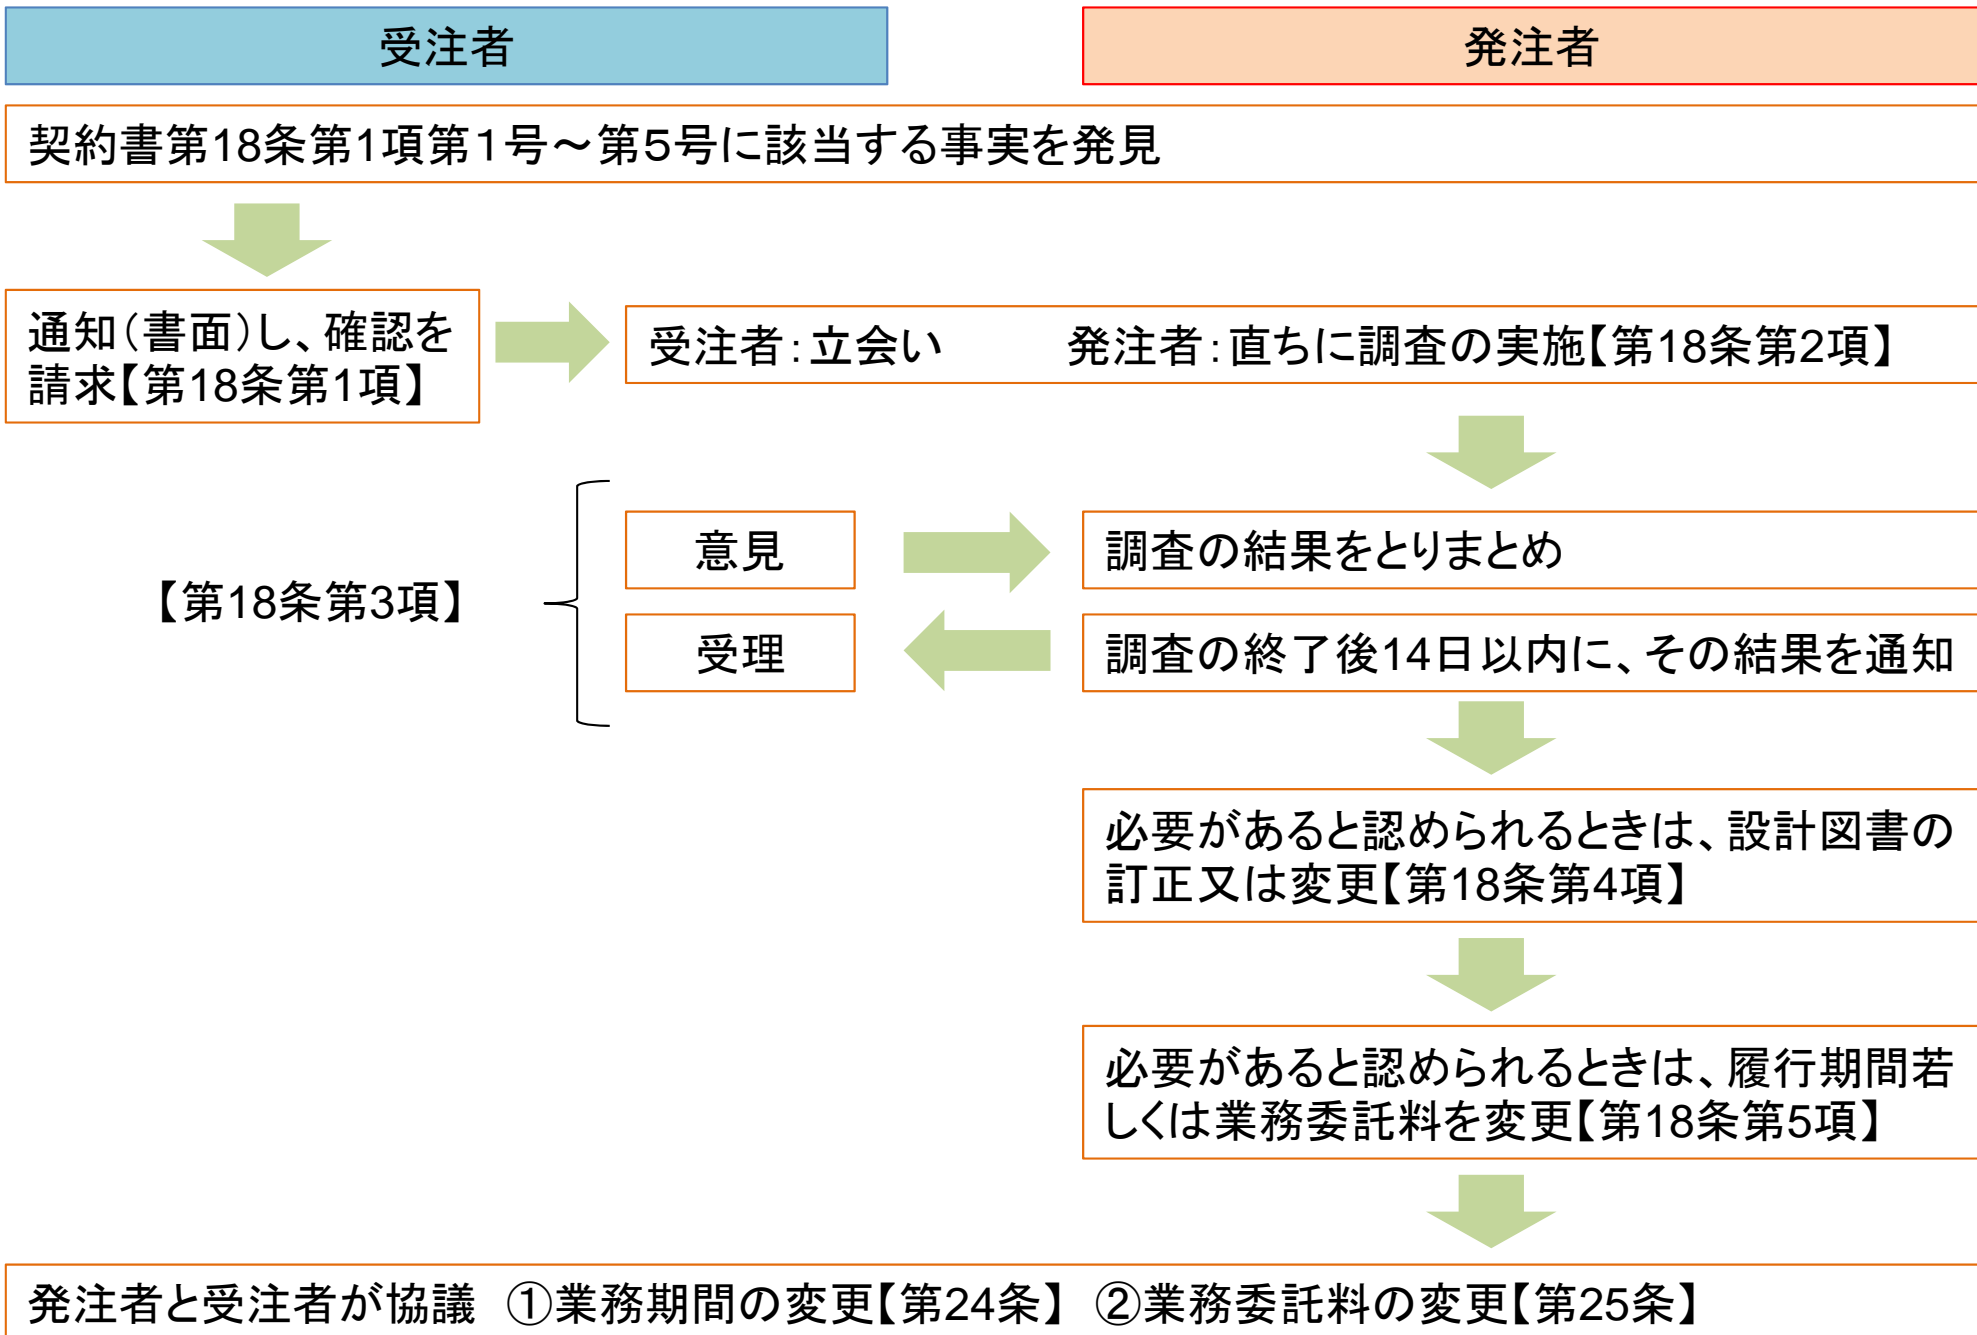 受注者
発注者
契約書第18条第1項第１号～第５号に該当する事実を発見
通知（書面）し、確認を
請求【第18条第1項】
受注者：立会い　　発注者：直ちに調査の実施【第18条第2項】
意見
調査の結果をとりまとめ
【第18条第3項】
受理
調査の終了後14日以内に、その結果を通知
必要があると認められるときは、設計図書の
訂正又は変更【第18条第4項】
必要があると認められるときは、履行期間若
しくは業務委託料を変更【第18条第5項】
発注者と受注者が協議　①業務期間の変更【第24条】　②業務委託料の変更【第25条】